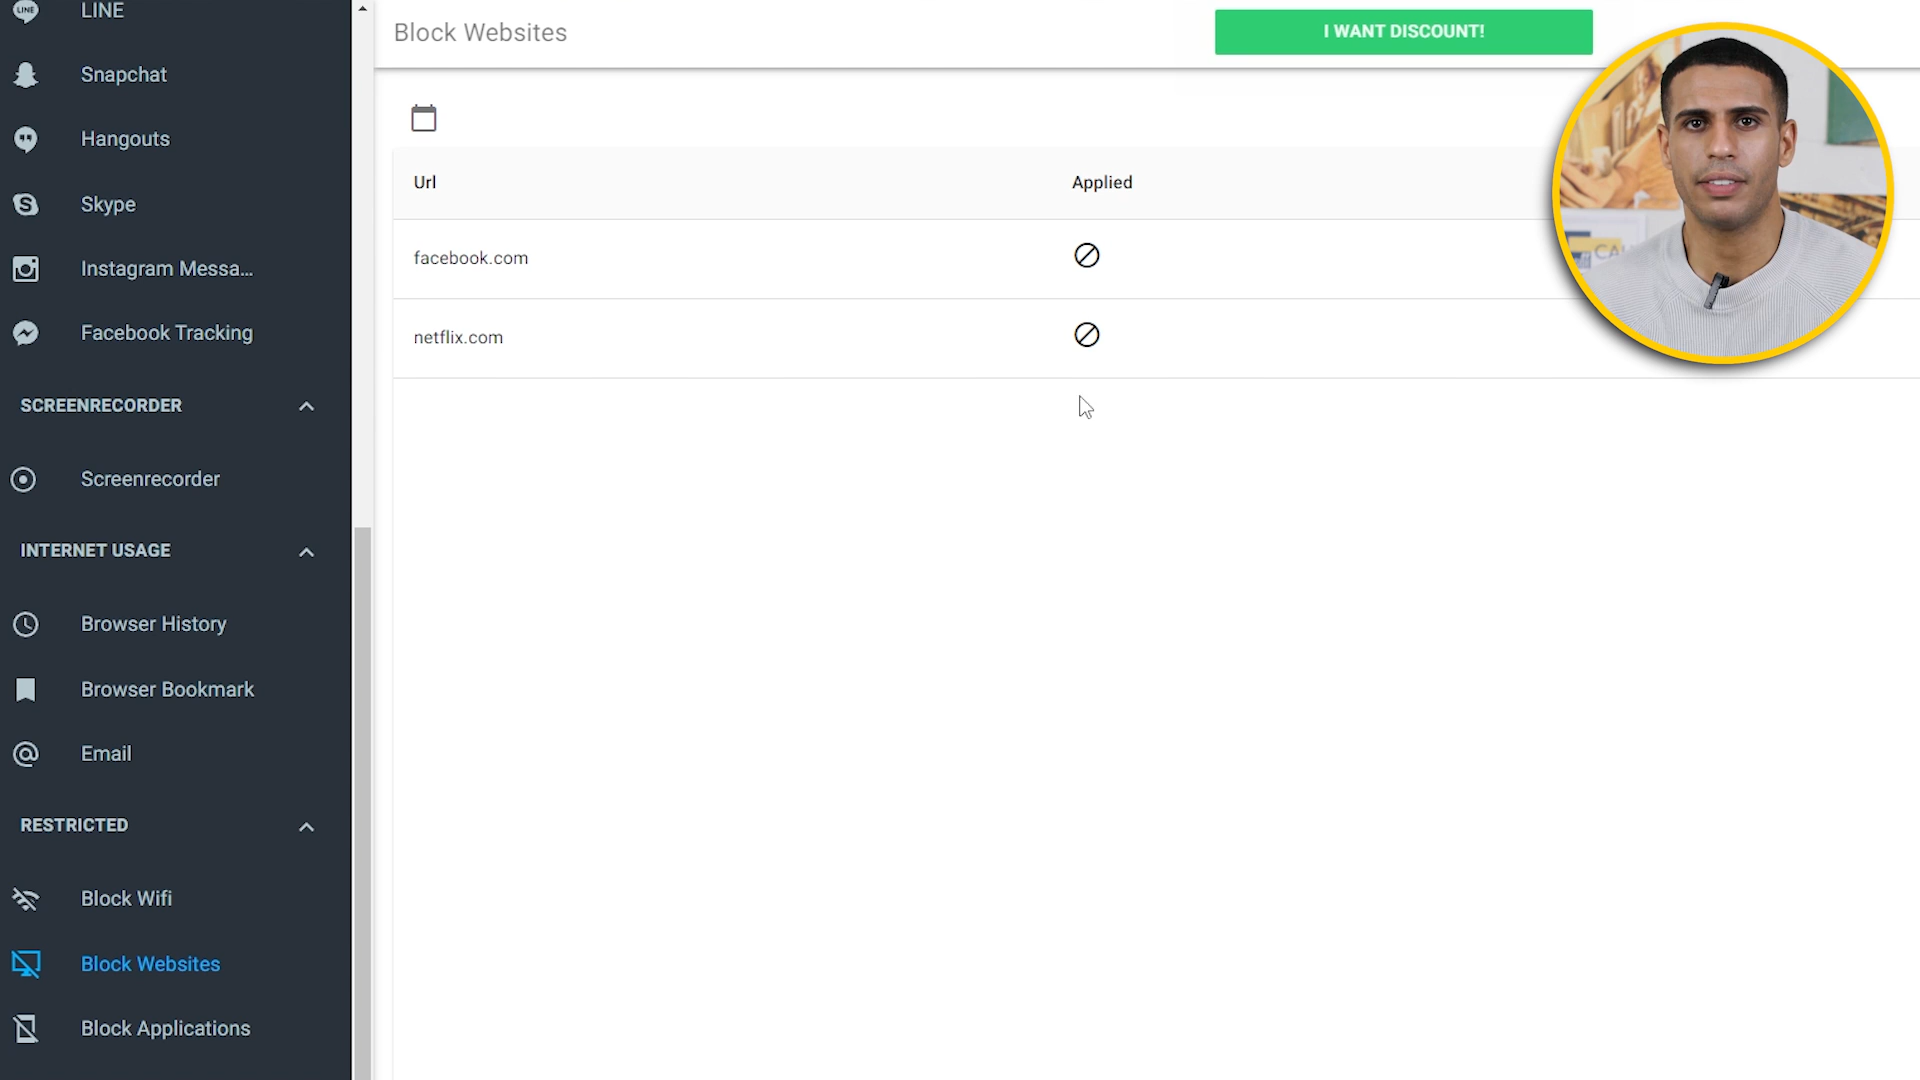 LINE
Snapchat
Hangouts
Skype
Instagram Messa...
Facebook Tracking
SCREENRECORDER
Screenrecorder
INTERNET USAGE
Browser History
Browser Bookmark
Email
RESTRICTED
Block Wifi
Block Websites
Block Applications
Block Websites
I WANT DISCOUNT!
Url Applied
facebook.com
netflix.com